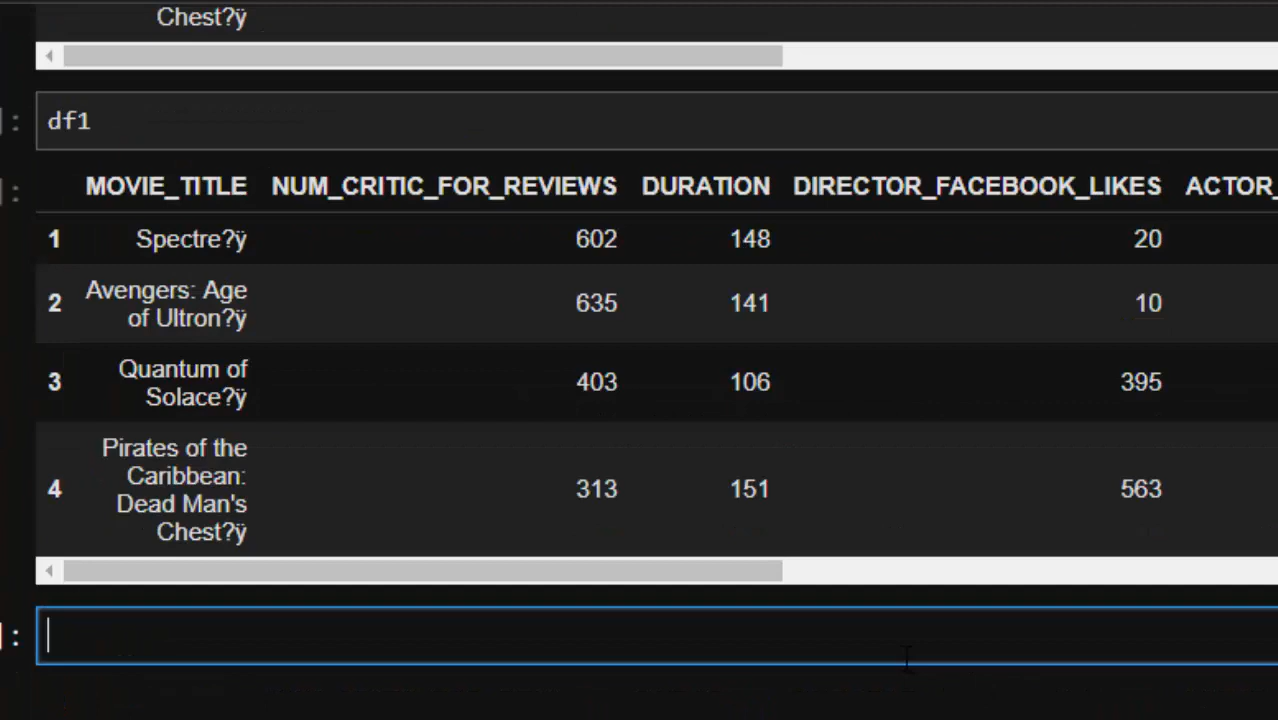 Chest?ÿ
] :
df1
] :
MOVIE_TITLE NUM_CRITIC_FOR_REVIEWS DURATION DIRECTOR_FACEBOOK_LIKES ACTOR_
1 Spectre?ÿ 602 148 20
Avengers: Age
2 635 141 10
of Ultron?ÿ
Quantum of
3 403 106 395
Solace?ÿ
Pirates of the
Caribbean:
4 313 151 563
Dead Man's
Chest?ÿ
] :